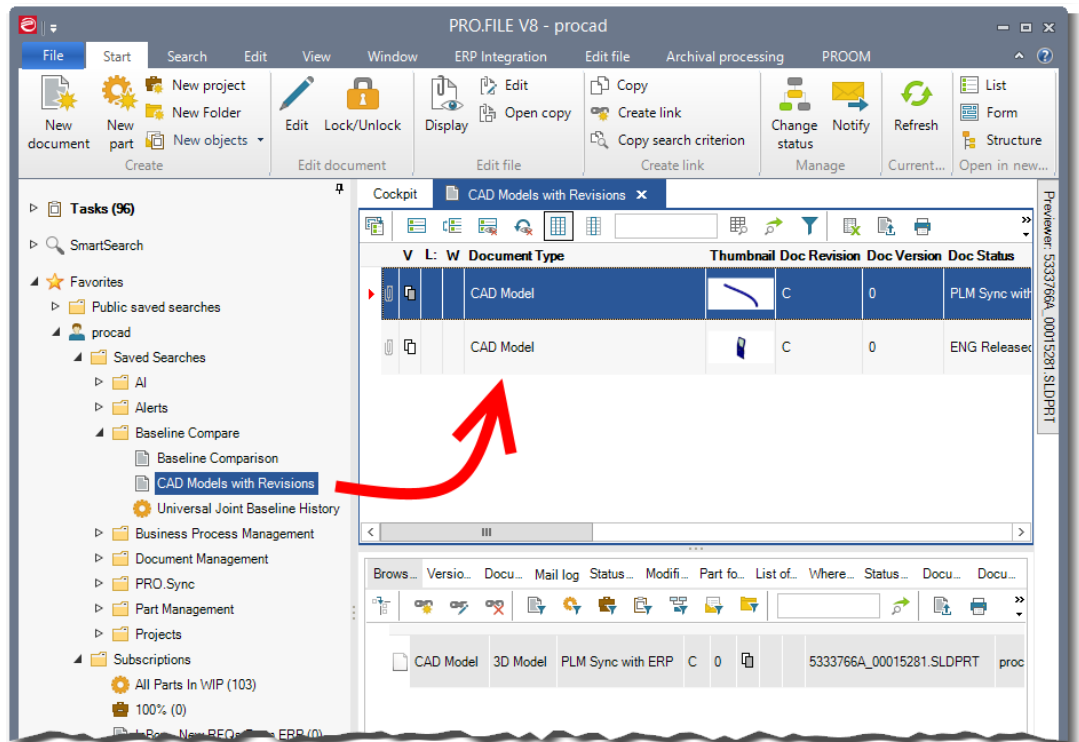 PRO.FILE V8 - procad
File Start Search Edit View Window ERP Integration Edit file Archival processing PROOM
New document
New part
New project
New Folder
New objects
Create
Edit Lock/Unlock
Edit document
Display
Edit
Open copy
Edit file
Copy
Create link
Copy search criterion
Create link
Change status
Notify
Manage
Refresh
Current...
List
Form
Structure
Open in new...
Tasks (96)
SmartSearch
Favorites
Public saved searches
procad
Saved Searches
AI
Alerts
Baseline Compare
Baseline Comparison
CAD Models with Revisions
Universal Joint Baseline History
Business Process Management
Document Management
PRO.Sync
Part Management
Projects
Subscriptions
All Parts In WIP (103)
100% (0)
Cockpit CAD Models with Revisions
V L: W Document Type Thumbnail Doc Revision Doc Version Doc Status
CAD Model C 0 PLM Sync with
CAD Model C 0 ENG Released
Brows... Versio... Docu... Mail log Status... Modifi... Part fo... List of... Where... Status... Docu... Docu...
CAD Model 3D Model PLM Sync with ERP C 0 5333766A_00015281.SLDPRT proc
Previewer: 5333766A_00015281.SLDPRT